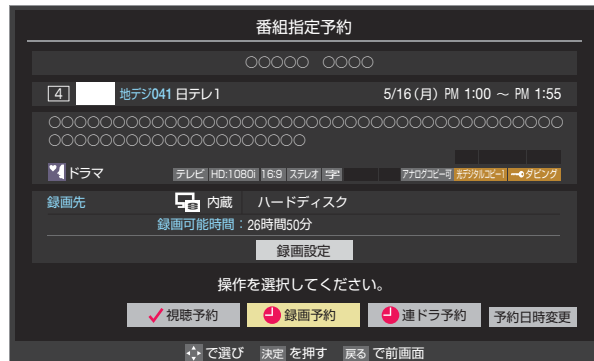 番組指定予約
○○○○○ ○○○○
4 地デジ041 日テレ1 5/16(月) PM 1:00 ～ PM 1:55
○○○○○○○○○○○○○○○○○○○○○○○○○○○○○○○○○○○○○○○○
○○○○○○○○○○○○○○○○○○○○
ドラマ テレビ HD:1080i 16:9 ステレオ 字 アナログコピー可 光デジタルコピー1 ダビング
録画先 内蔵 ハードディスク
録画可能時間：26時間50分
録画設定
操作を選択してください。
視聴予約 録画予約 連ドラ予約 予約日時変更
で選び 決定 を押す 戻る で前画面